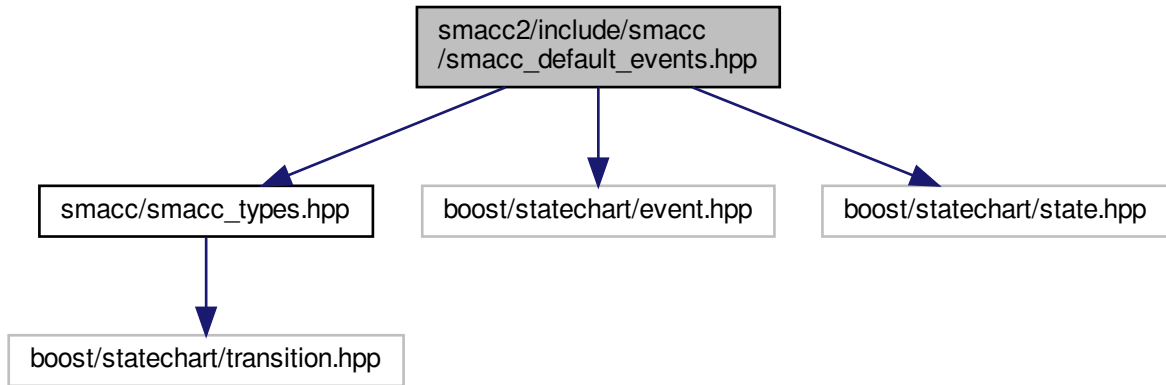 smacc2/include/smacc
/smacc_default_events.hpp
smacc/smacc_types.hpp
boost/statechart/event.hpp
boost/statechart/state.hpp
boost/statechart/transition.hpp